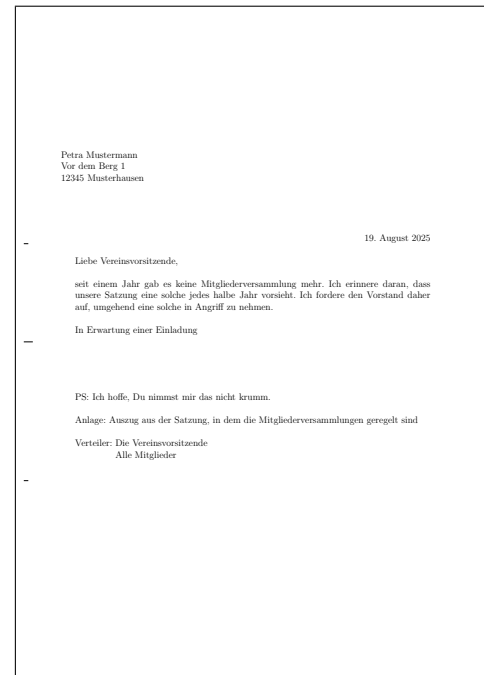 Petra Mustermann
Vor dem Berg 1
12345 Musterhausen
19. August 2025
Liebe Vereinsvorsitzende,
seit einem Jahr gab es keine Mitgliederversammlung mehr. Ich erinnere daran, dass
unsere Satzung eine solche jedes halbe Jahr vorsieht. Ich fordere den Vorstand daher
auf, umgehend eine solche in Angriff zu nehmen.
In Erwartung einer Einladung
PS: Ich hoffe, Du nimmst mir das nicht krumm.
Anlage: Auszug aus der Satzung, in dem die Mitgliederversammlungen geregelt sind
Verteiler: Die Vereinsvorsitzende
Alle Mitglieder